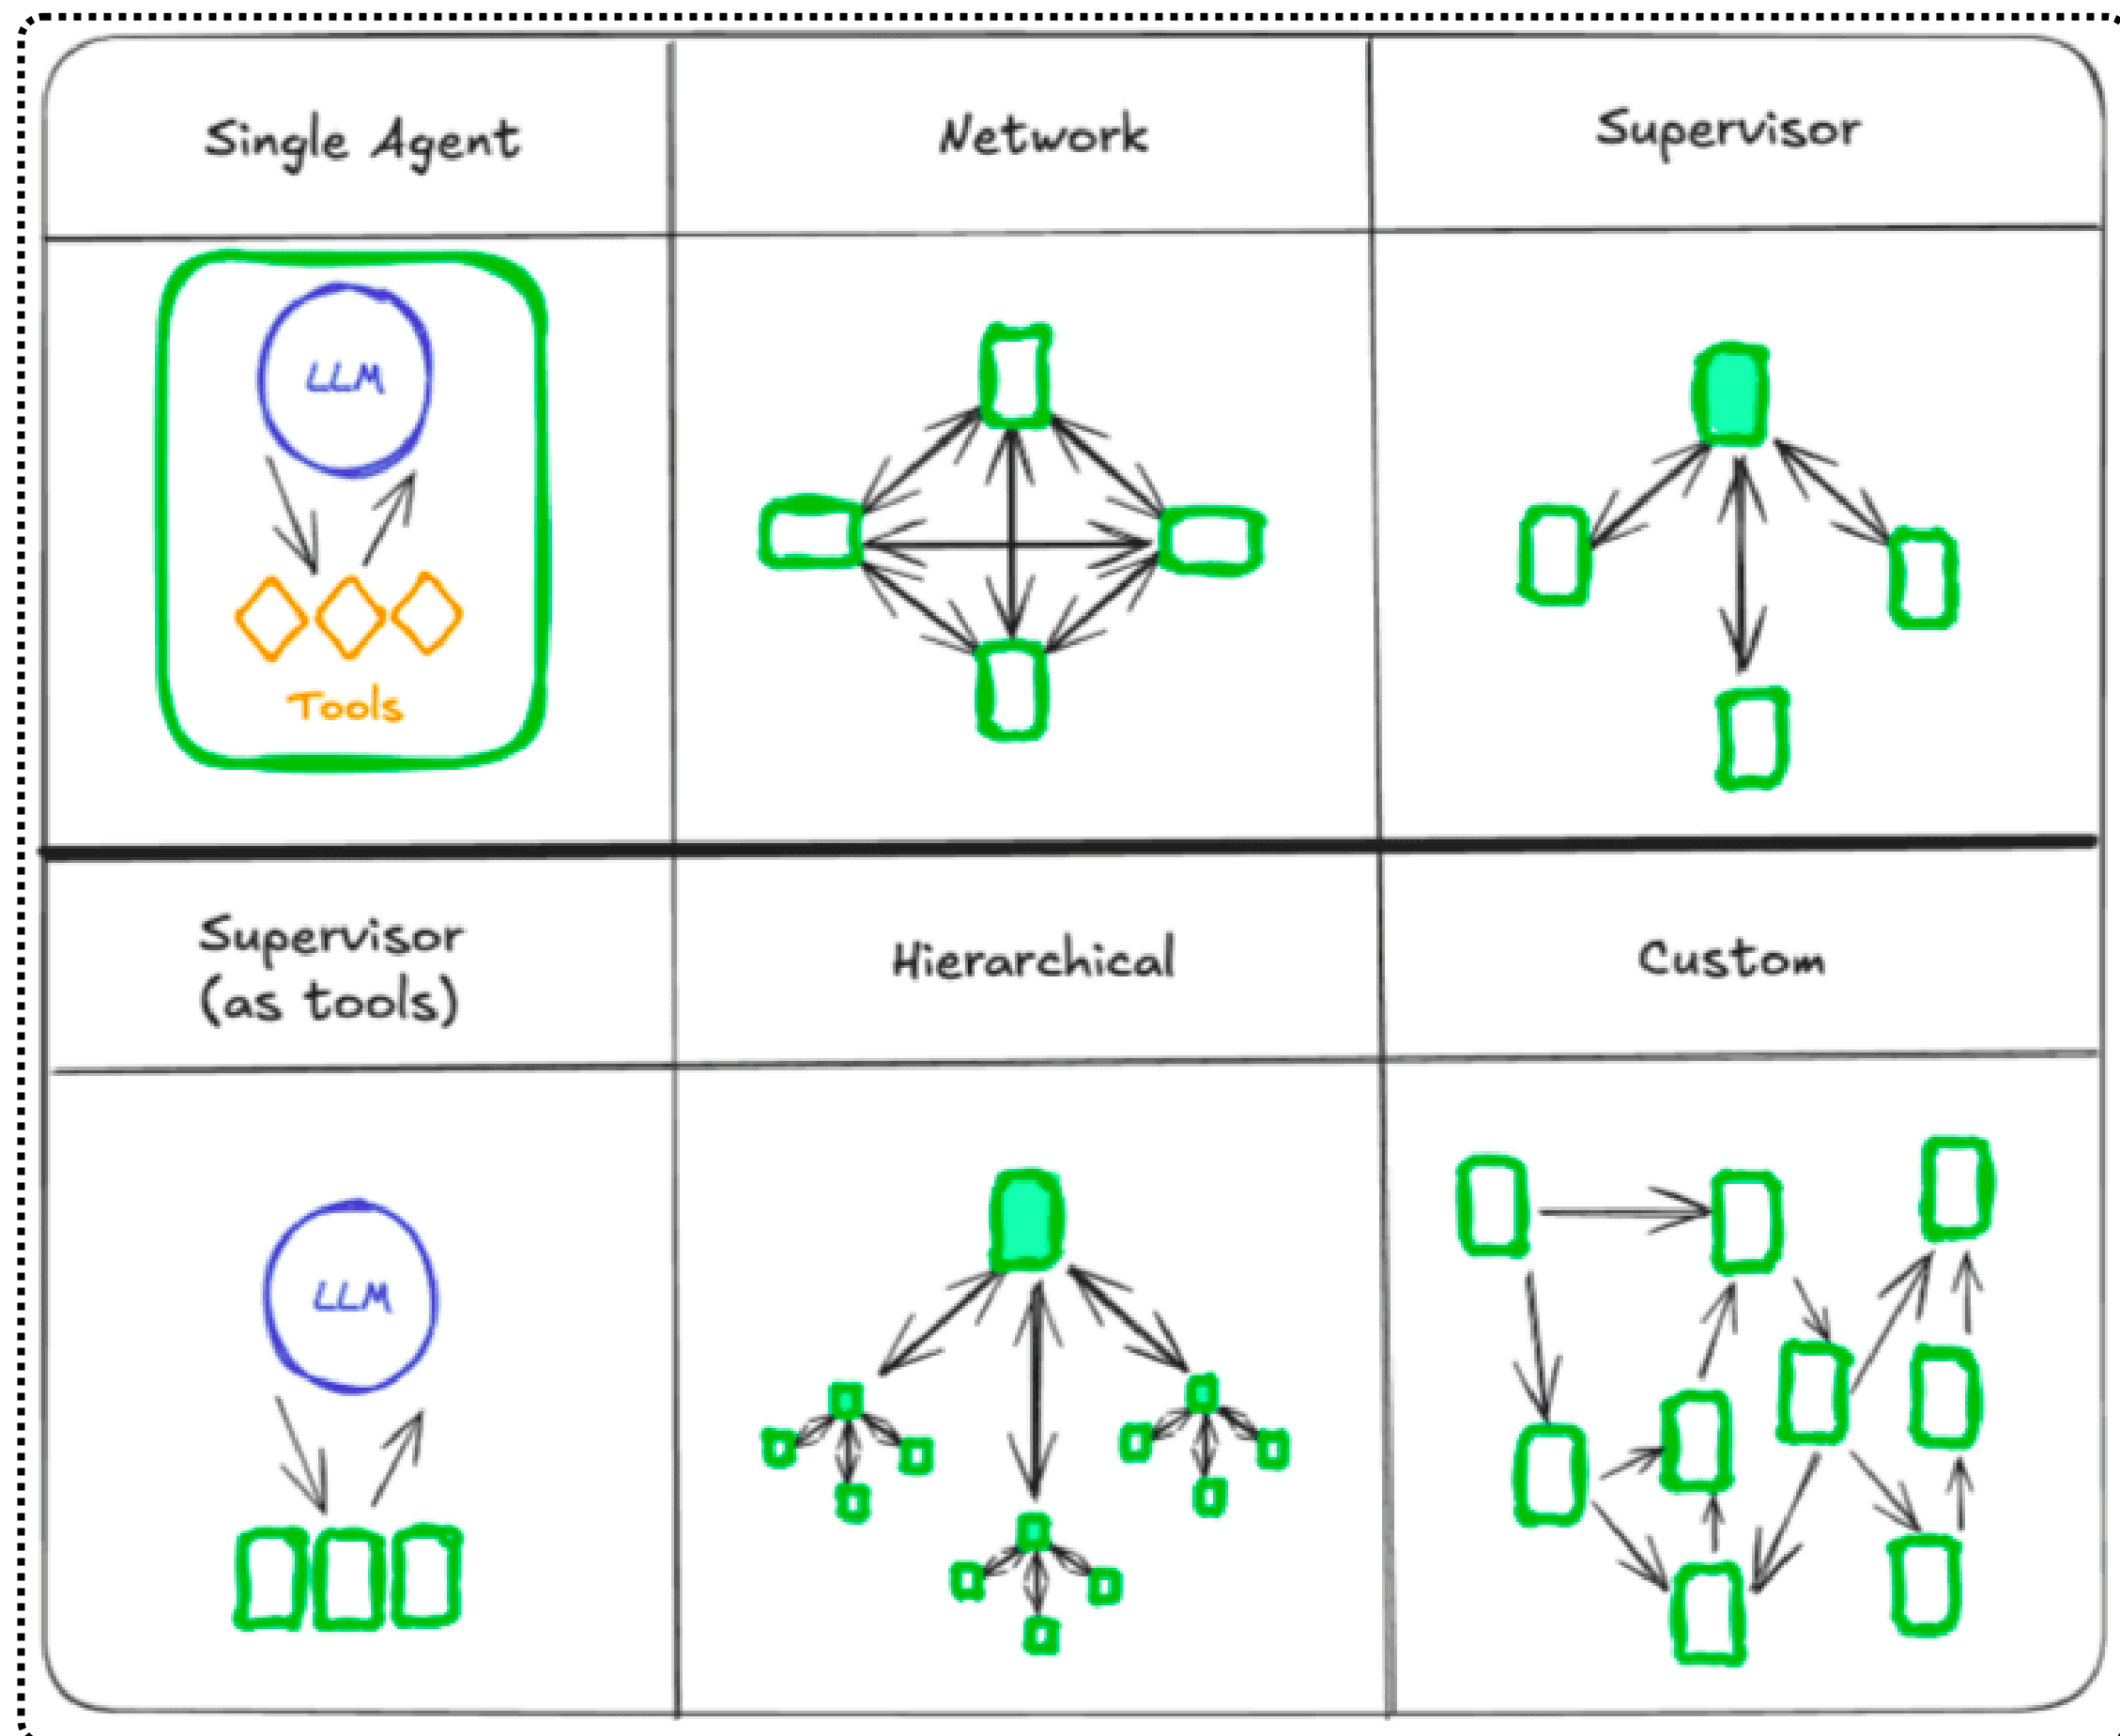 Single Agent
Network
Supervisor
LLM
Tools
Supervisor
(as tools)
Hierarchical
Custom
LLM